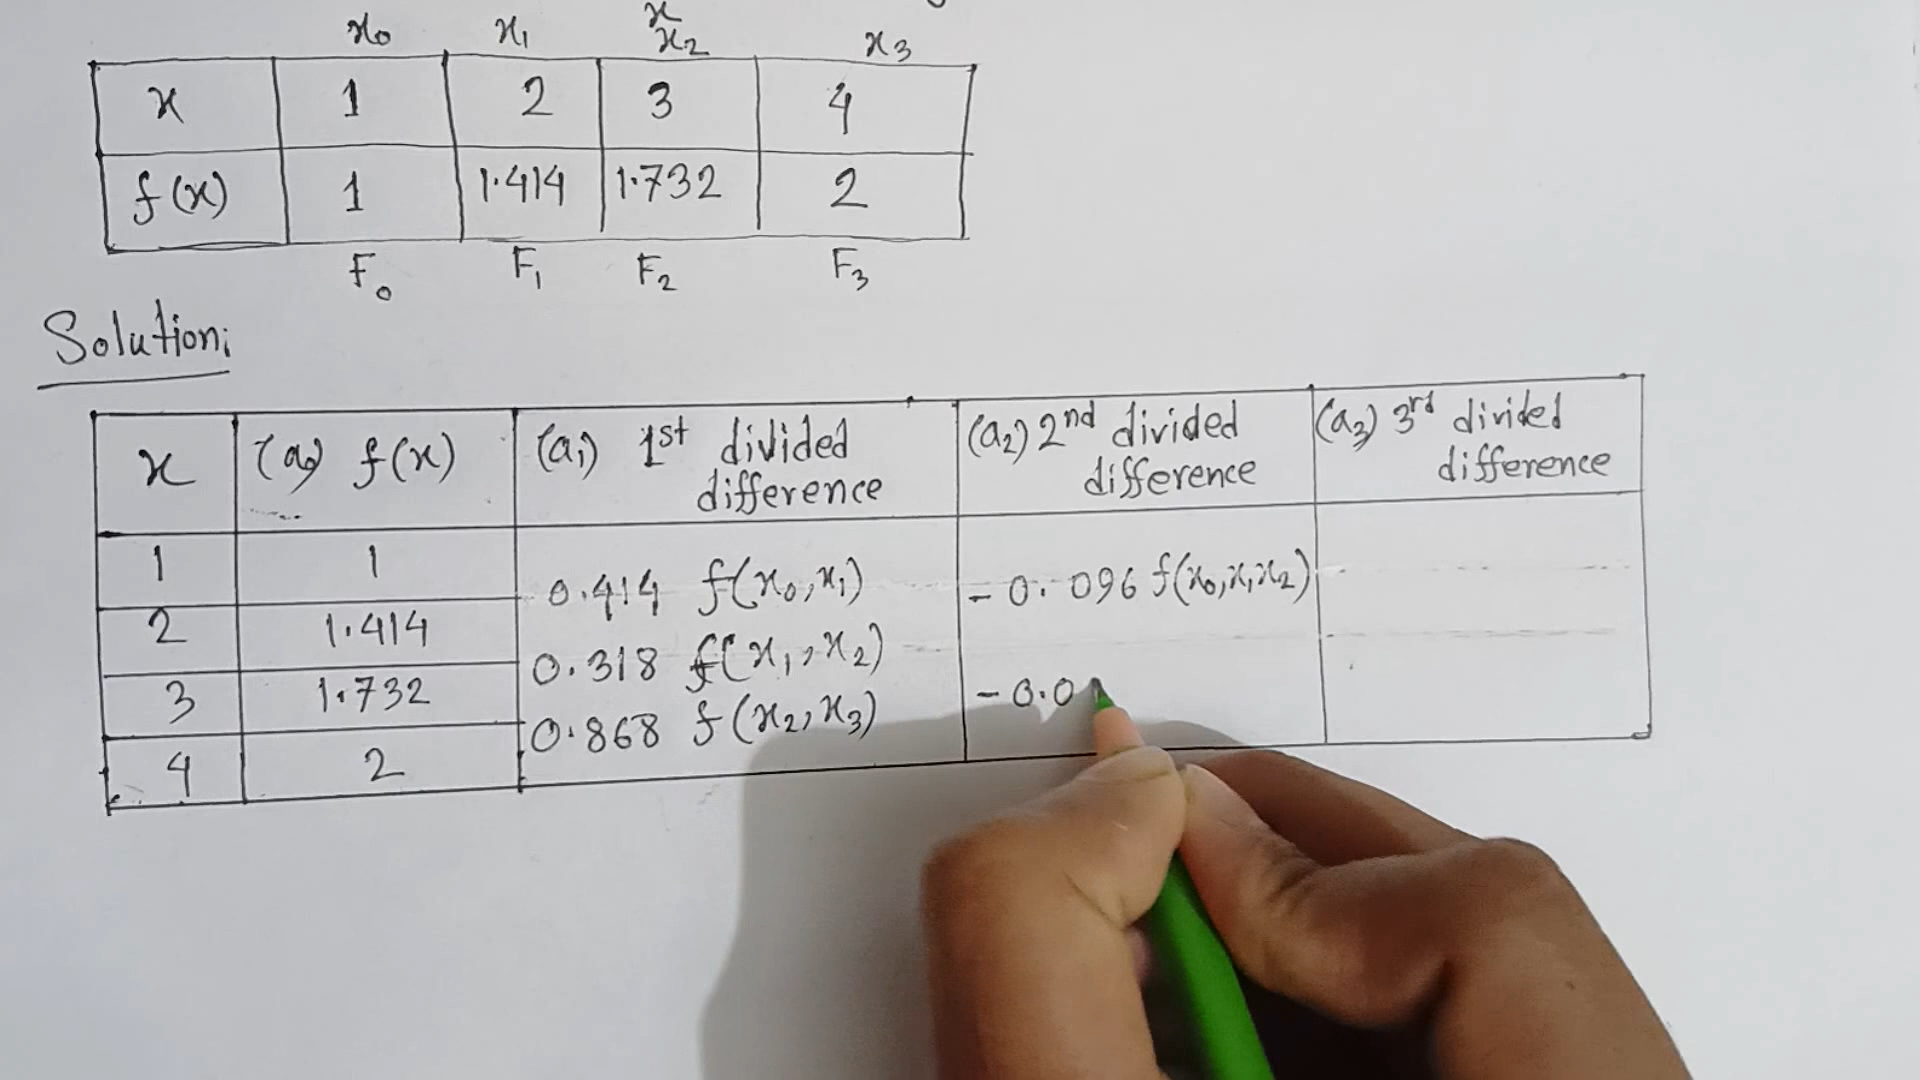 x₀ x₁ x x₂ x₃
x 1 2 3 4
f(x) 1 1.414 1.732 2
F₀ F₁ F₂ F₃
Solution;
x (a₀) f(x) (a₁) 1st divided difference (a₂) 2nd divided difference (a₃) 3rd divided difference
1 1
0.414 f(x₀,x₁) -0.096 f(x₀,x₁,x₂)
2 1.414
0.318 f(x₁,x₂)
3 1.732 -0.0
0.868 f(x₂,x₃)
4 2